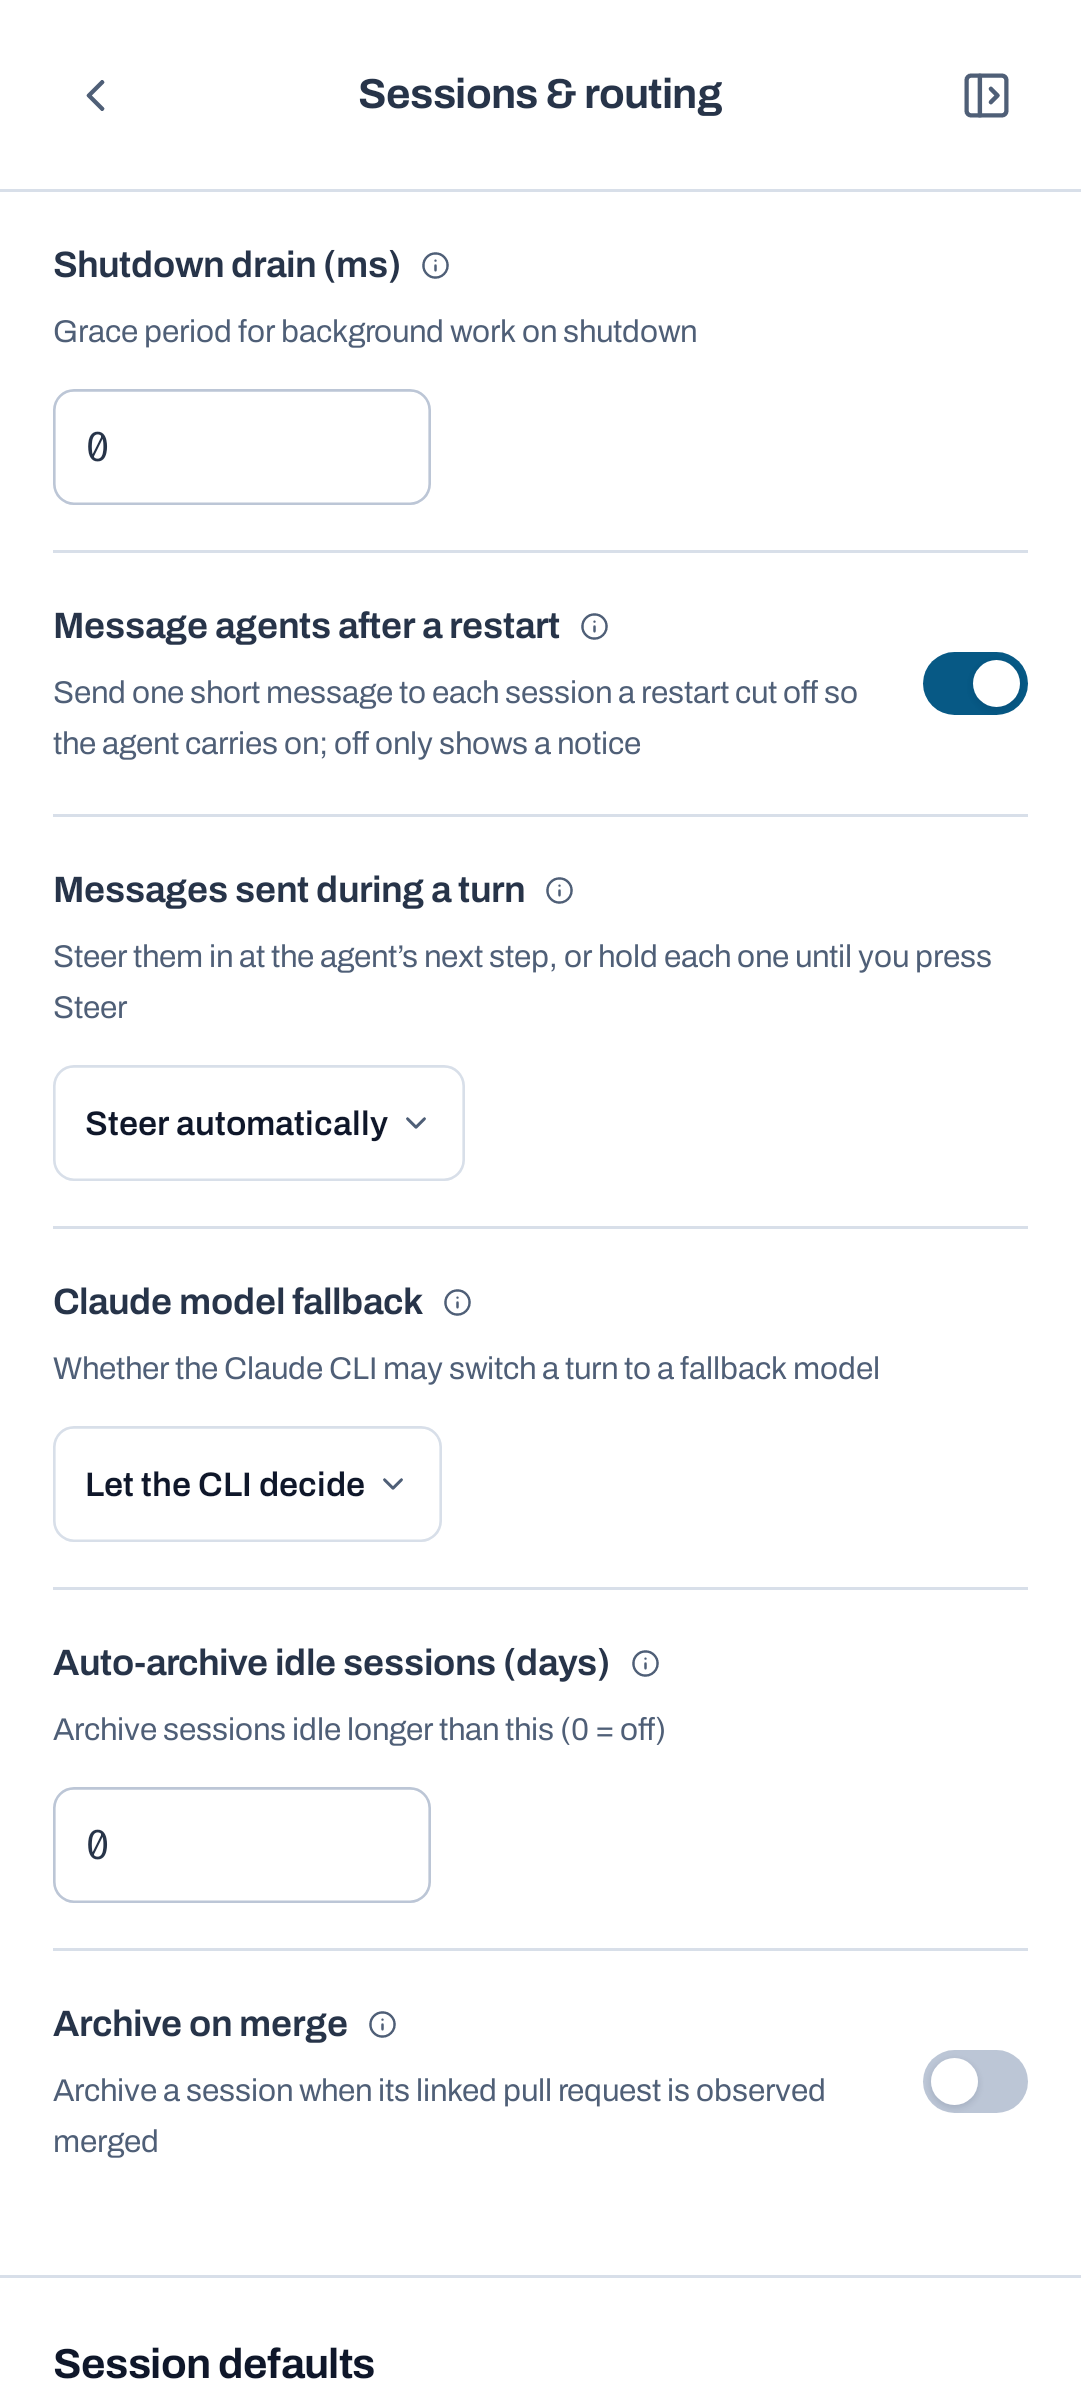 Sessions & routing
Shutdown drain (ms)
Grace period for background work on shutdown
0
Message agents after a restart
Send one short message to each session a restart cut off so
the agent carries on; off only shows a notice
Messages sent during a turn
Steer them in at the agent’s next step, or hold each one until you press
Steer
Steer automatically
Claude model fallback
Whether the Claude CLI may switch a turn to a fallback model
Let the CLI decide
Auto-archive idle sessions (days)
Archive sessions idle longer than this (0 = off)
0
Archive on merge
Archive a session when its linked pull request is observed
merged
Session defaults